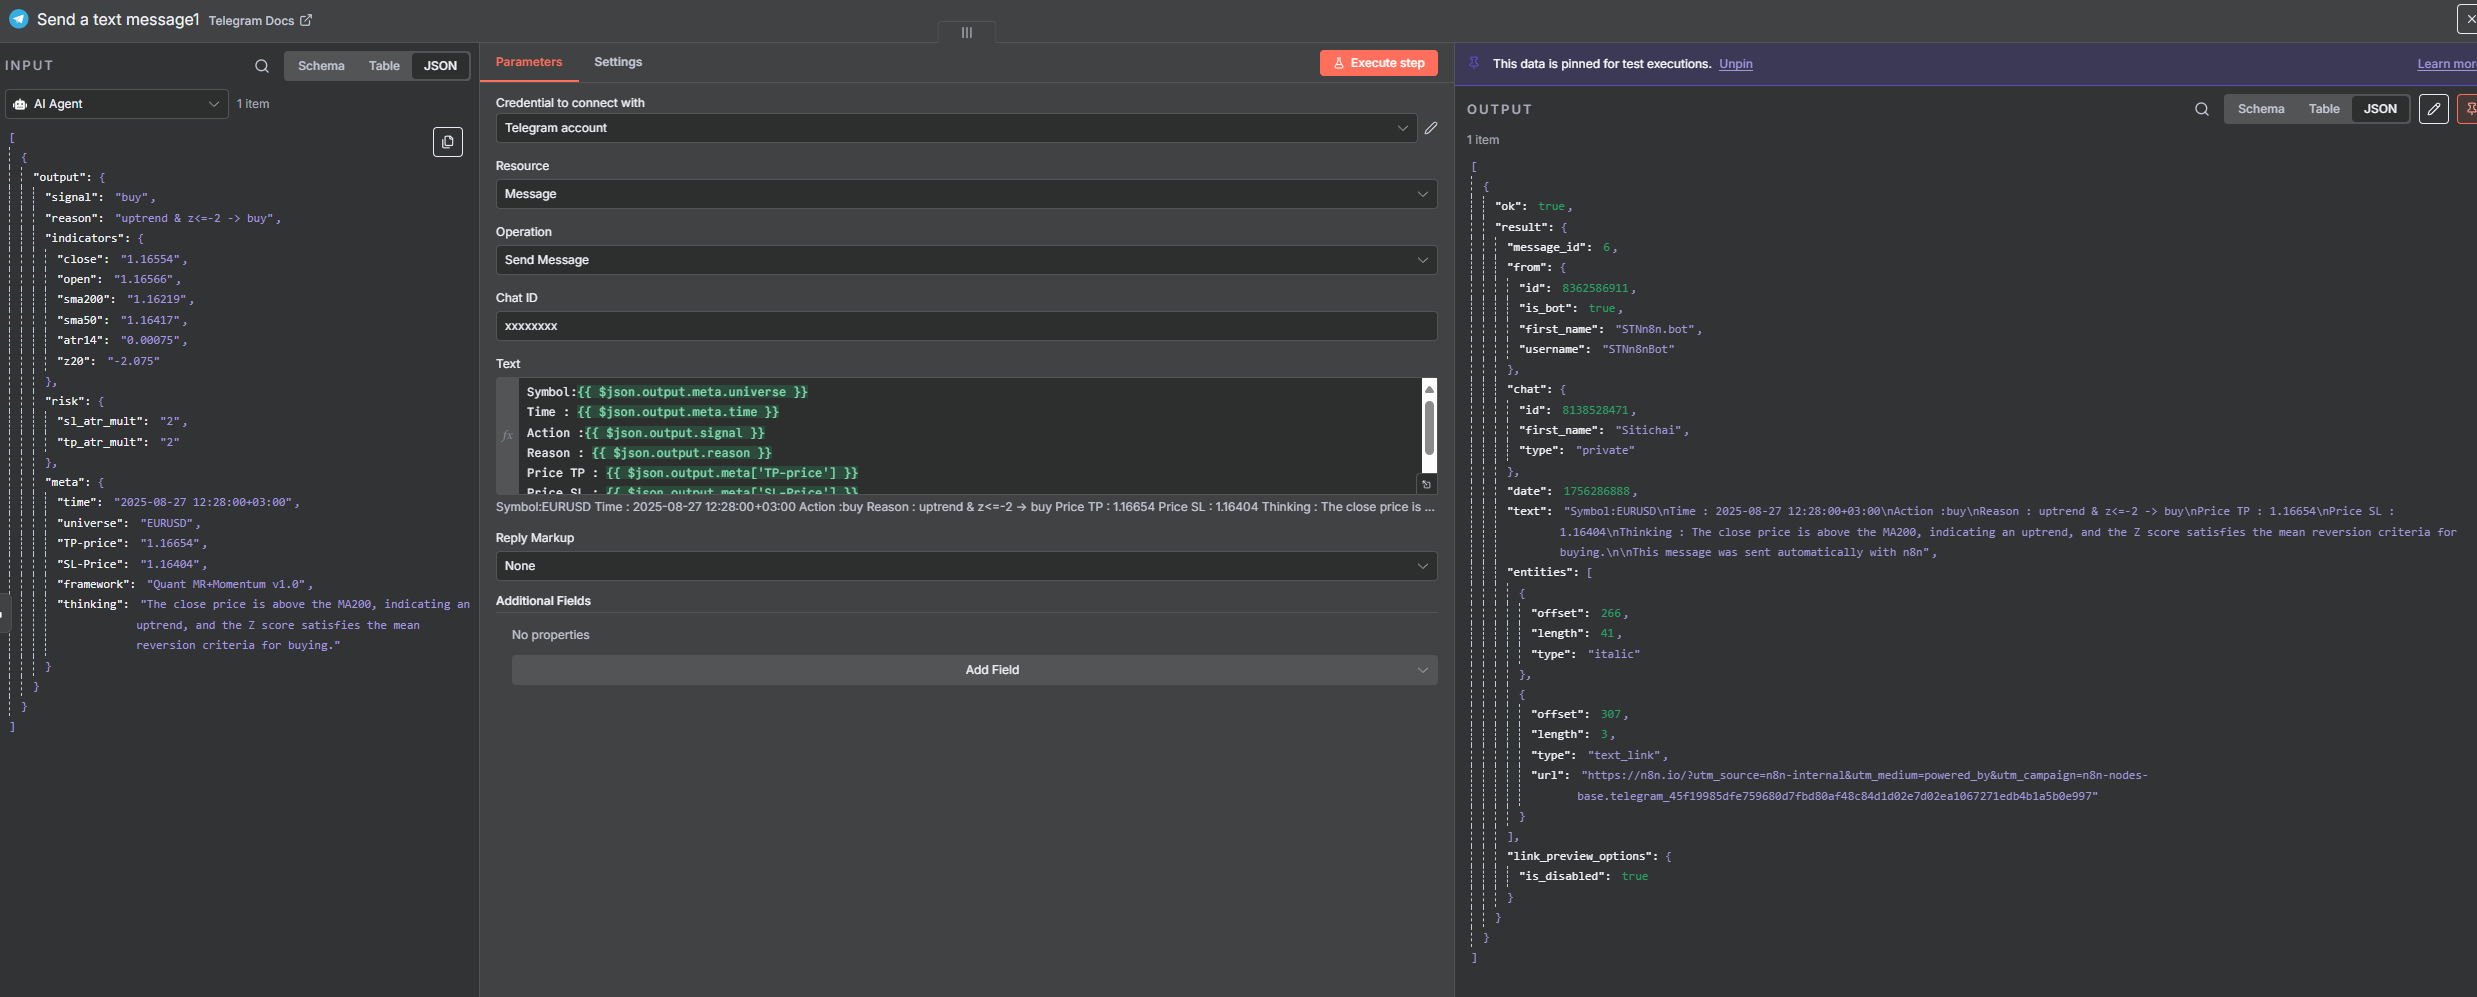 Send a text message1 Telegram Docs
INPUT
Schema Table JSON
AI Agent 1 item
[
{
"output": {
"signal": "buy",
"reason": "uptrend & z<=-2 -> buy",
"indicators": {
"close": "1.16554",
"open": "1.16566",
"sma200": "1.16219",
"sma50": "1.16417",
"atr14": "0.00075",
"z20": "-2.075"
},
"risk": {
"sl_atr_mult": "2",
"tp_atr_mult": "2"
},
"meta": {
"time": "2025-08-27 12:28:00+03:00",
"universe": "EURUSD",
"TP-price": "1.16654",
"SL-Price": "1.16404",
"framework": "Quant MR+Momentum v1.0",
"thinking": "The close price is above the MA200, indicating an
uptrend, and the Z score satisfies the mean
reversion criteria for buying."
}
}
}
]
Parameters Settings
Execute step
Credential to connect with
Telegram account
Resource
Message
Operation
Send Message
Chat ID
xxxxxxxx
Text
fx
Symbol:{{ $json.output.meta.universe }}
Time : {{ $json.output.meta.time }}
Action :{{ $json.output.signal }}
Reason : {{ $json.output.reason }}
Price TP : {{ $json.output.meta['TP-price'] }}
Price SL : {{ $json.output.meta['SL-Price'] }}
Symbol:EURUSD Time : 2025-08-27 12:28:00+03:00 Action :buy Reason : uptrend & z<=-2 -> buy Price TP : 1.16654 Price SL : 1.16404 Thinking : The close price is ...
Reply Markup
None
Additional Fields
No properties
Add Field
This data is pinned for test executions. Unpin
Learn mor
OUTPUT
Schema Table JSON
1 item
[
{
"ok": true,
"result": {
"message_id": 6,
"from": {
"id": 8362586911,
"is_bot": true,
"first_name": "STNn8n.bot",
"username": "STNn8nBot"
},
"chat": {
"id": 8138528471,
"first_name": "Sitichai",
"type": "private"
},
"date": 1756286888,
"text": "Symbol:EURUSD\nTime : 2025-08-27 12:28:00+03:00\nAction :buy\nReason : uptrend & z<=-2 -> buy\nPrice TP : 1.16654\nPrice SL :
1.16404\nThinking : The close price is above the MA200, indicating an uptrend, and the Z score satisfies the mean reversion criteria for
buying.\n\nThis message was sent automatically with n8n",
"entities": [
{
"offset": 266,
"length": 41,
"type": "italic"
},
{
"offset": 307,
"length": 3,
"type": "text_link",
"url": "https://n8n.io/?utm_source=n8n-internal&utm_medium=powered_by&utm_campaign=n8n-nodes-
base.telegram_45f19985dfe759680d7fbd80af48c84d1d02e7d02ea1067271edb4b1a5b0e997"
}
],
"link_preview_options": {
"is_disabled": true
}
}
}
]